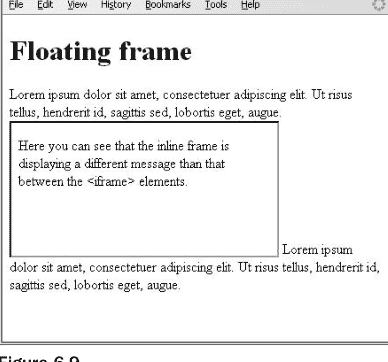 File Edit View History Bookmarks Tools Help
Floating frame
Lorem ipsum dolor sit amet, consectetuer adipiscing elit. Ut risus
tellus, hendrerit id, sagittis sed, lobortis eget, augue.
Here you can see that the inline frame is
displaying a different message than that
between the <iframe> elements.
Lorem ipsum
dolor sit amet, consectetuer adipiscing elit. Ut risus tellus, hendrerit id,
sagittis sed, lobortis eget, augue.
Figure 6.9